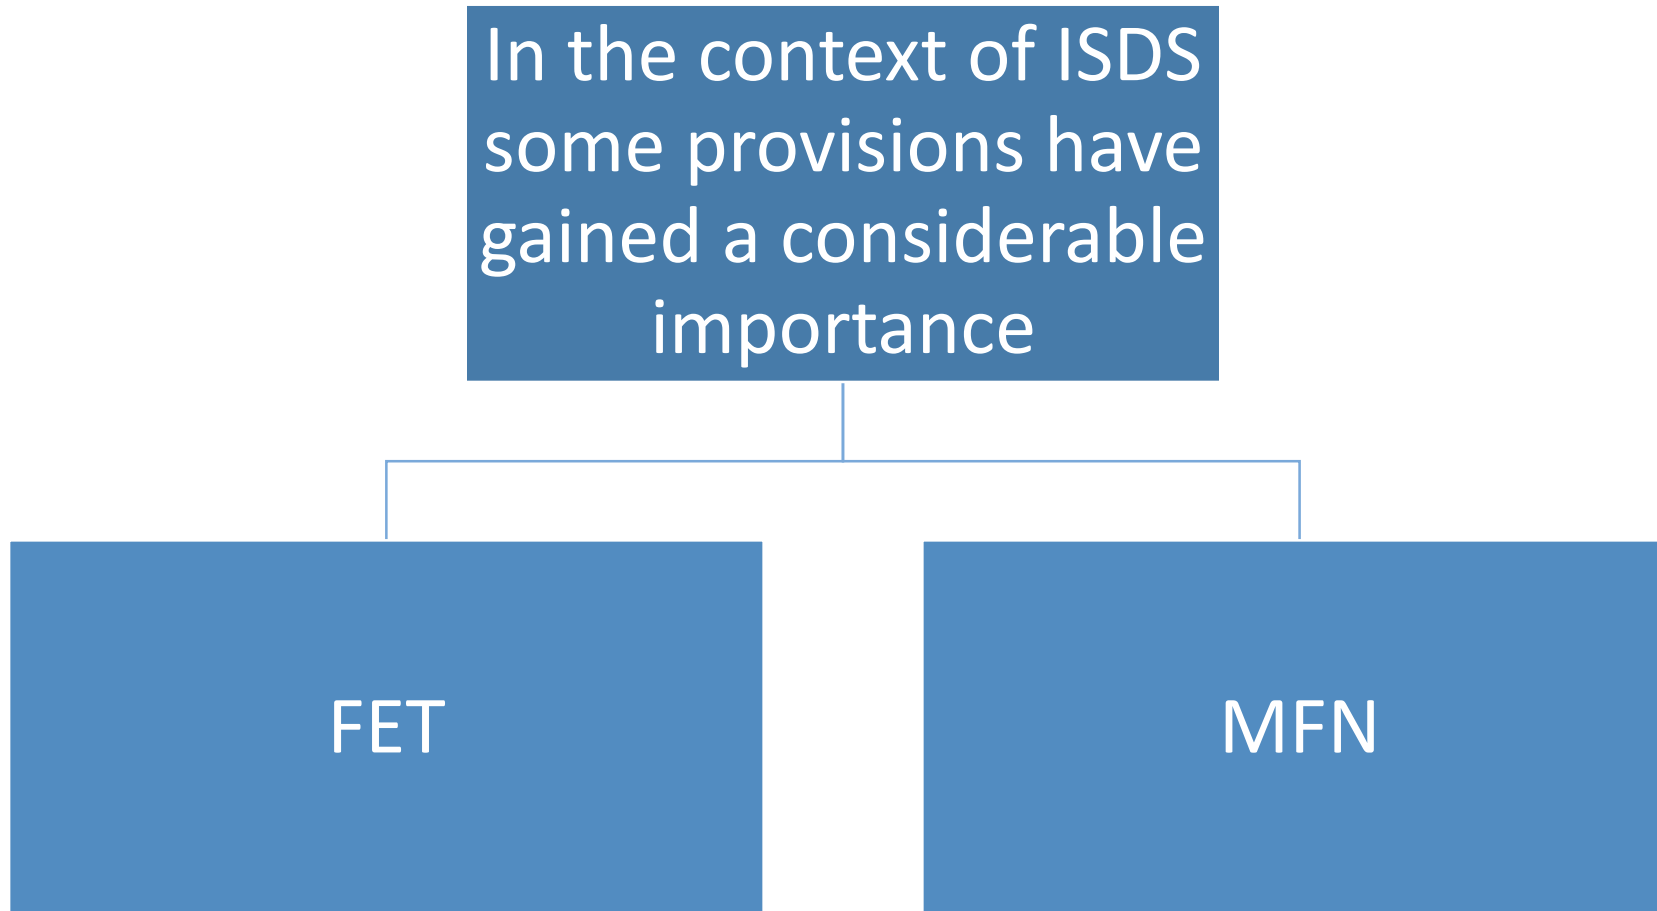 In the context of ISDS
some provisions have
gained a considerable
importance
FET
MFN